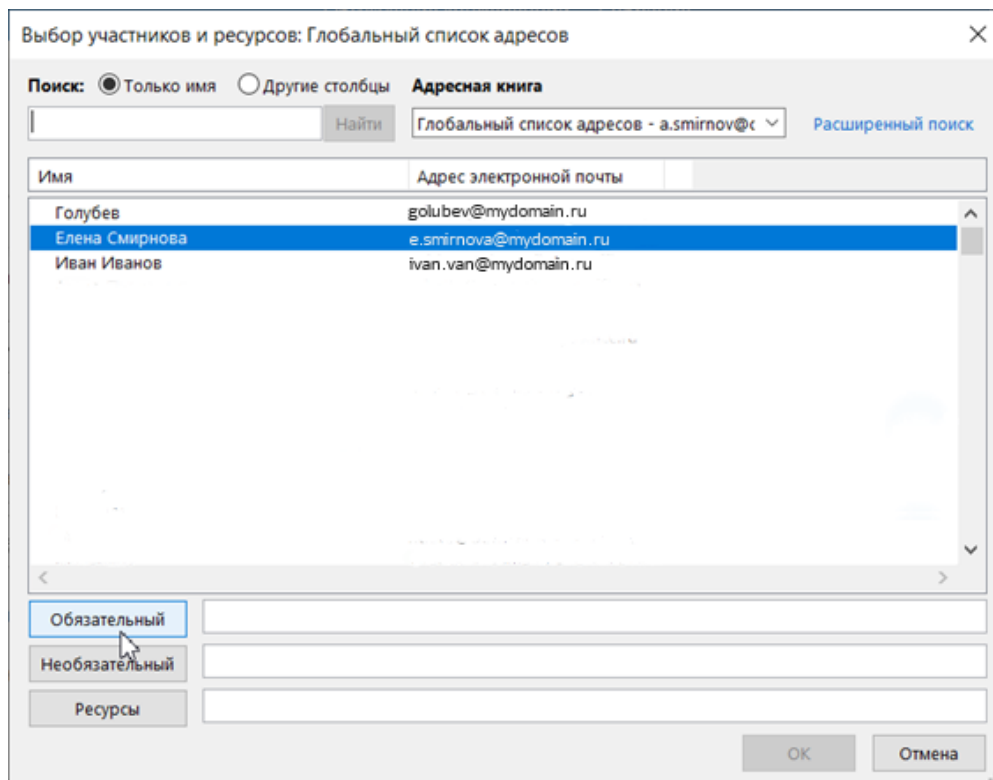 Выбор участников и ресурсов: Глобальный список адресов
Поиск: Только имя Другие столбцы Адресная книга
Найти Глобальный список адресов - a.smirnov@c Расширенный поиск
Имя Адрес электронной почты
Голубев golubev@mydomain.ru
Елена Смирнова e.smirnova@mydomain.ru
Иван Иванов ivan.van@mydomain.ru
Обязательный
Необязательный
Ресурсы
ОК Отмена